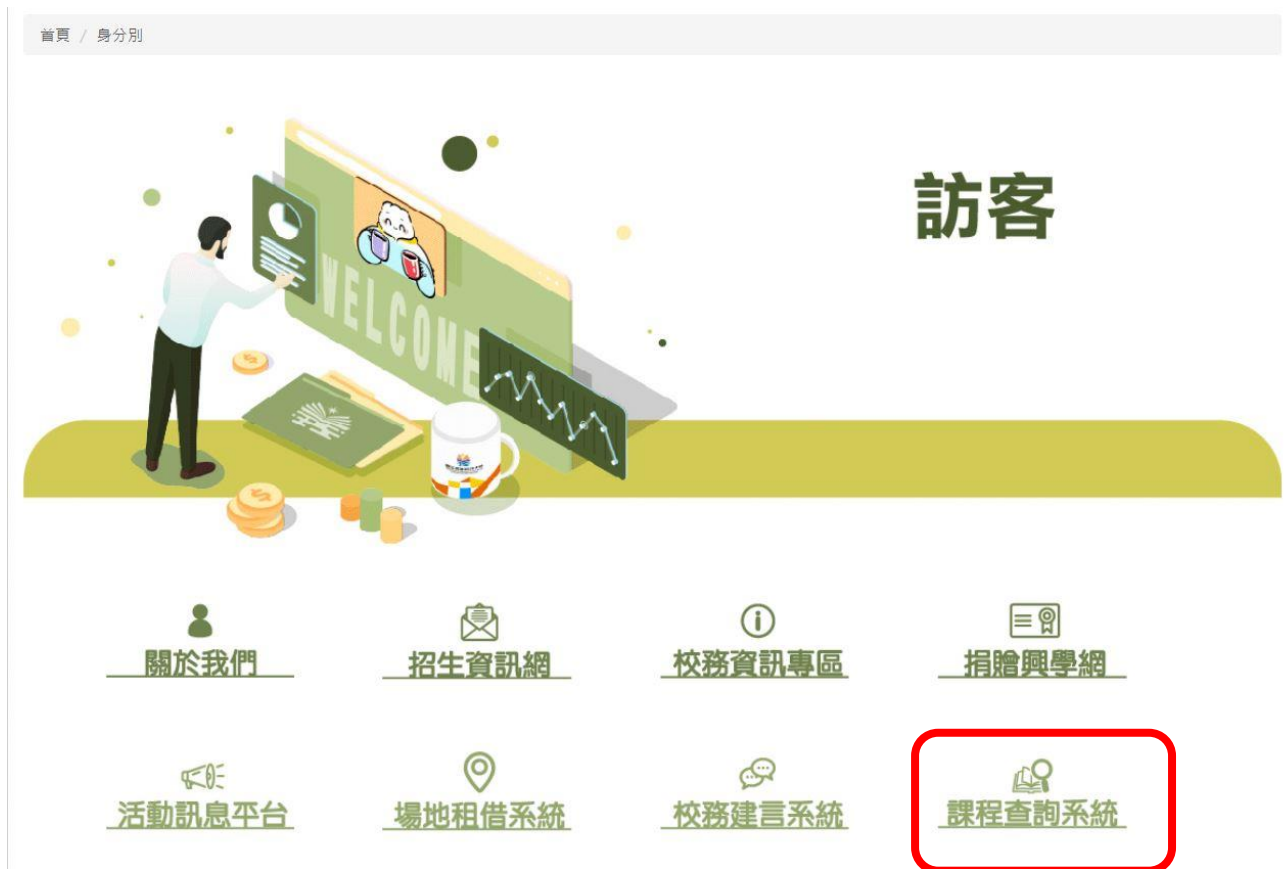 首頁 / 身分別
訪客
WELCOME
關於我們
招生資訊網
校務資訊專區
捐贈興學網
活動訊息平台
場地租借系統
校務建言系統
課程查詢系統